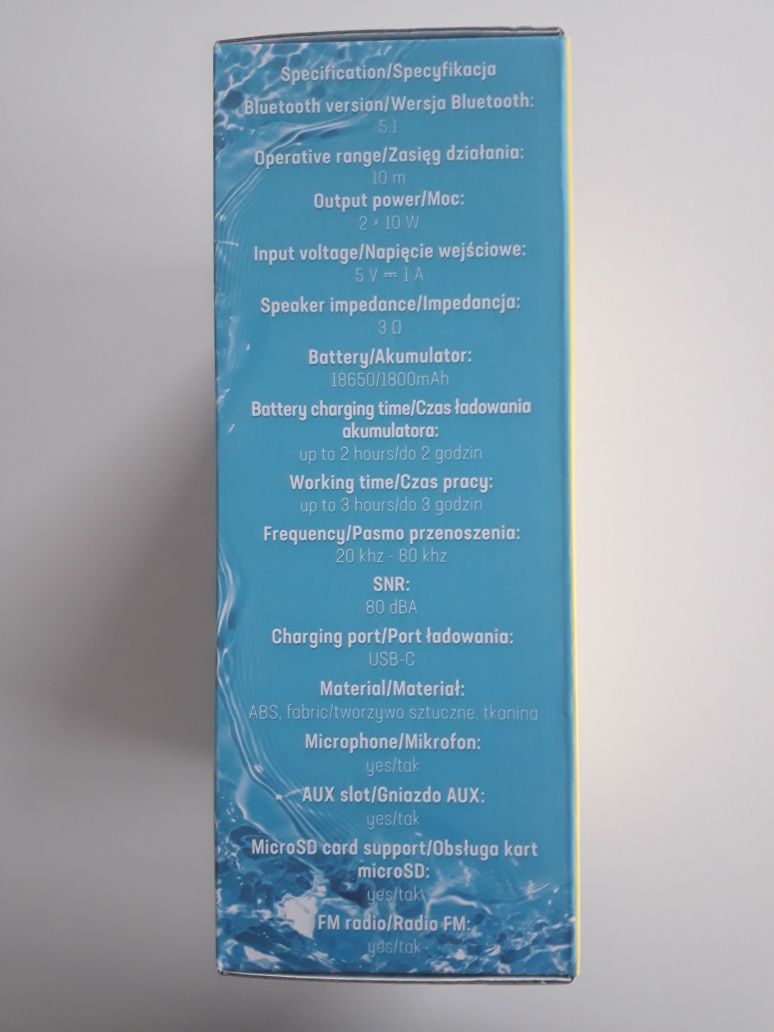 Specification/Specyfikacja
Bluetooth version/Wersja Bluetooth:
5.1
Operative range/Zasięg działania:
10 m
Output power/Moc:
2 × 10 W
Input voltage/Napięcie wejściowe:
5 V ⎓ 1 A
Speaker impedance/Impedancja:
3 Ω
Battery/Akumulator:
18650/1800mAh
Battery charging time/Czas ładowania
akumulatora:
up to 2 hours/do 2 godzin
Working time/Czas pracy:
up to 3 hours/do 3 godzin
Frequency/Pasmo przenoszenia:
20 khz - 80 khz
SNR:
80 dBA
Charging port/Port ładowania:
USB-C
Material/Materiał:
ABS, fabric/tworzywo sztuczne, tkanina
Microphone/Mikrofon:
yes/tak
AUX slot/Gniazdo AUX:
yes/tak
MicroSD card support/Obsługa kart
microSD:
yes/tak
FM radio/Radio FM:
yes/tak